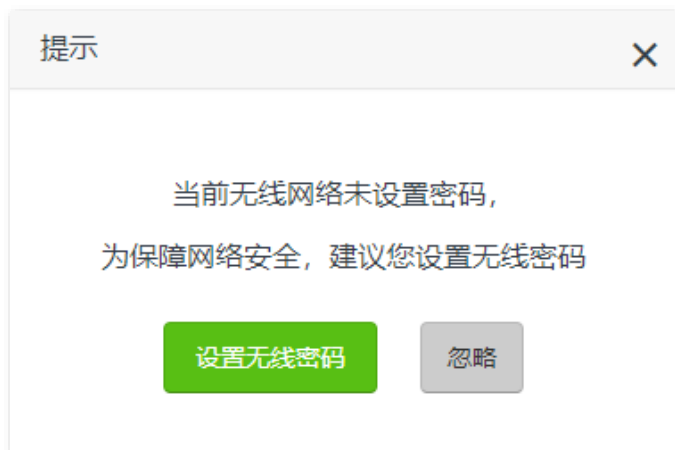 提示
当前无线网络未设置密码，
为保障网络安全，建议您设置无线密码
设置无线密码
忽略